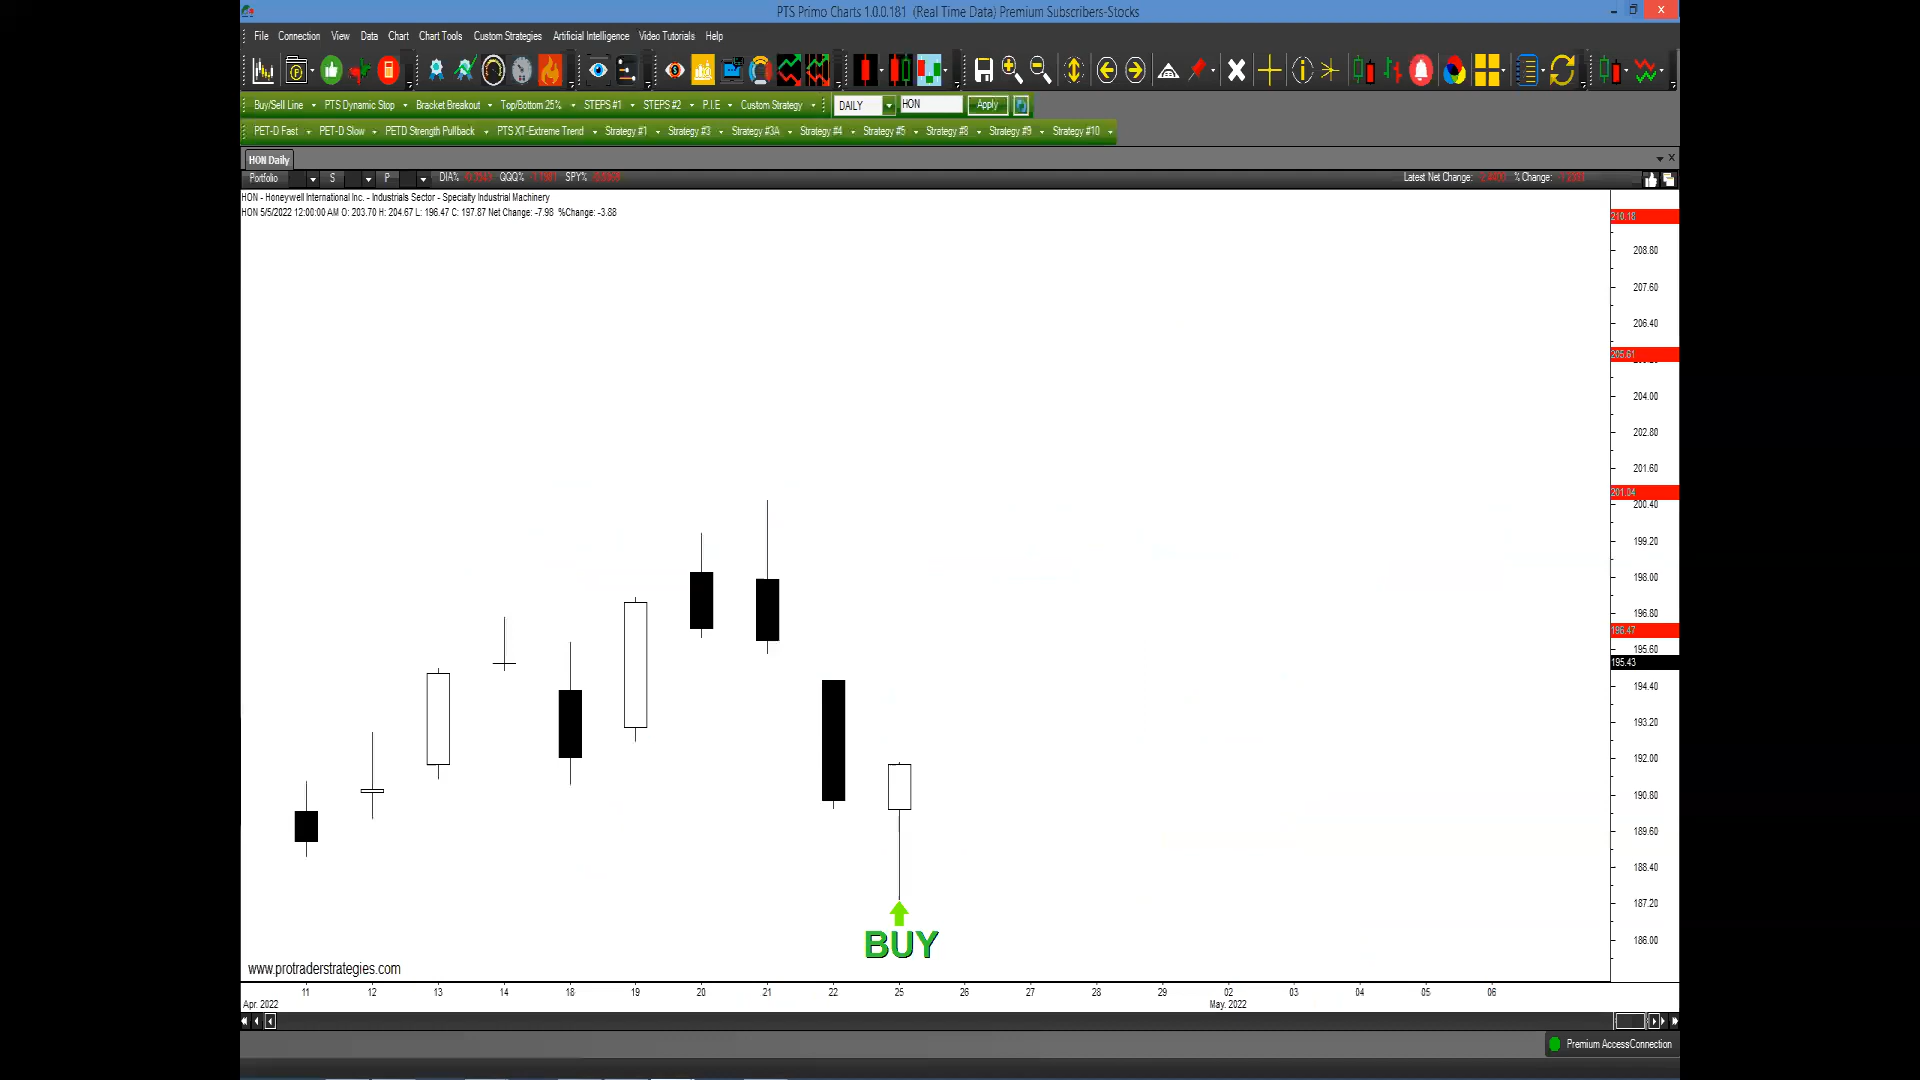 PTS Primo Charts 1.0.0.181 (Real Time Data) Premium Subscribers-Stocks
File Connection View Data Chart Chart Tools Custom Strategies Artificial Intelligence Video Tutorials Help
Buy/Sell Line PTS Dynamic Stop Bracket Breakout Top/Bottom 25% STEPS #1 STEPS #2 P.I.E Custom Strategy DAILY HON Apply
PET-D Fast PET-D Slow PETD Strength Pullback PTS XT-Extreme Trend Strategy #1 Strategy #3 Strategy #3A Strategy #4 Strategy #5 Strategy #8 Strategy #9 Strategy #10
HON Daily
Portfolio S P DIA% QQQ% SPY% Latest Net Change: % Change:
HON - Honeywell International Inc. - Industrials Sector - Specialty Industrial Machinery
HON 5/5/2022 12:00:00 AM O: 203.70 H: 204.67 L: 196.47 C: 197.87 Net Change: -7.98 %Change: -3.88
210.18
208.80
207.60
206.40
205.61
204.00
202.80
201.60
201.04
200.40
199.20
198.00
196.80
196.47
195.60
195.43
194.40
193.20
192.00
190.80
189.60
188.40
187.20
186.00
BUY
www.protraderstrategies.com
11 12 13 14 18 19 20 21 22 25 26 27 28 29 02 03 04 05 06
Apr. 2022 May. 2022
Premium AccessConnection